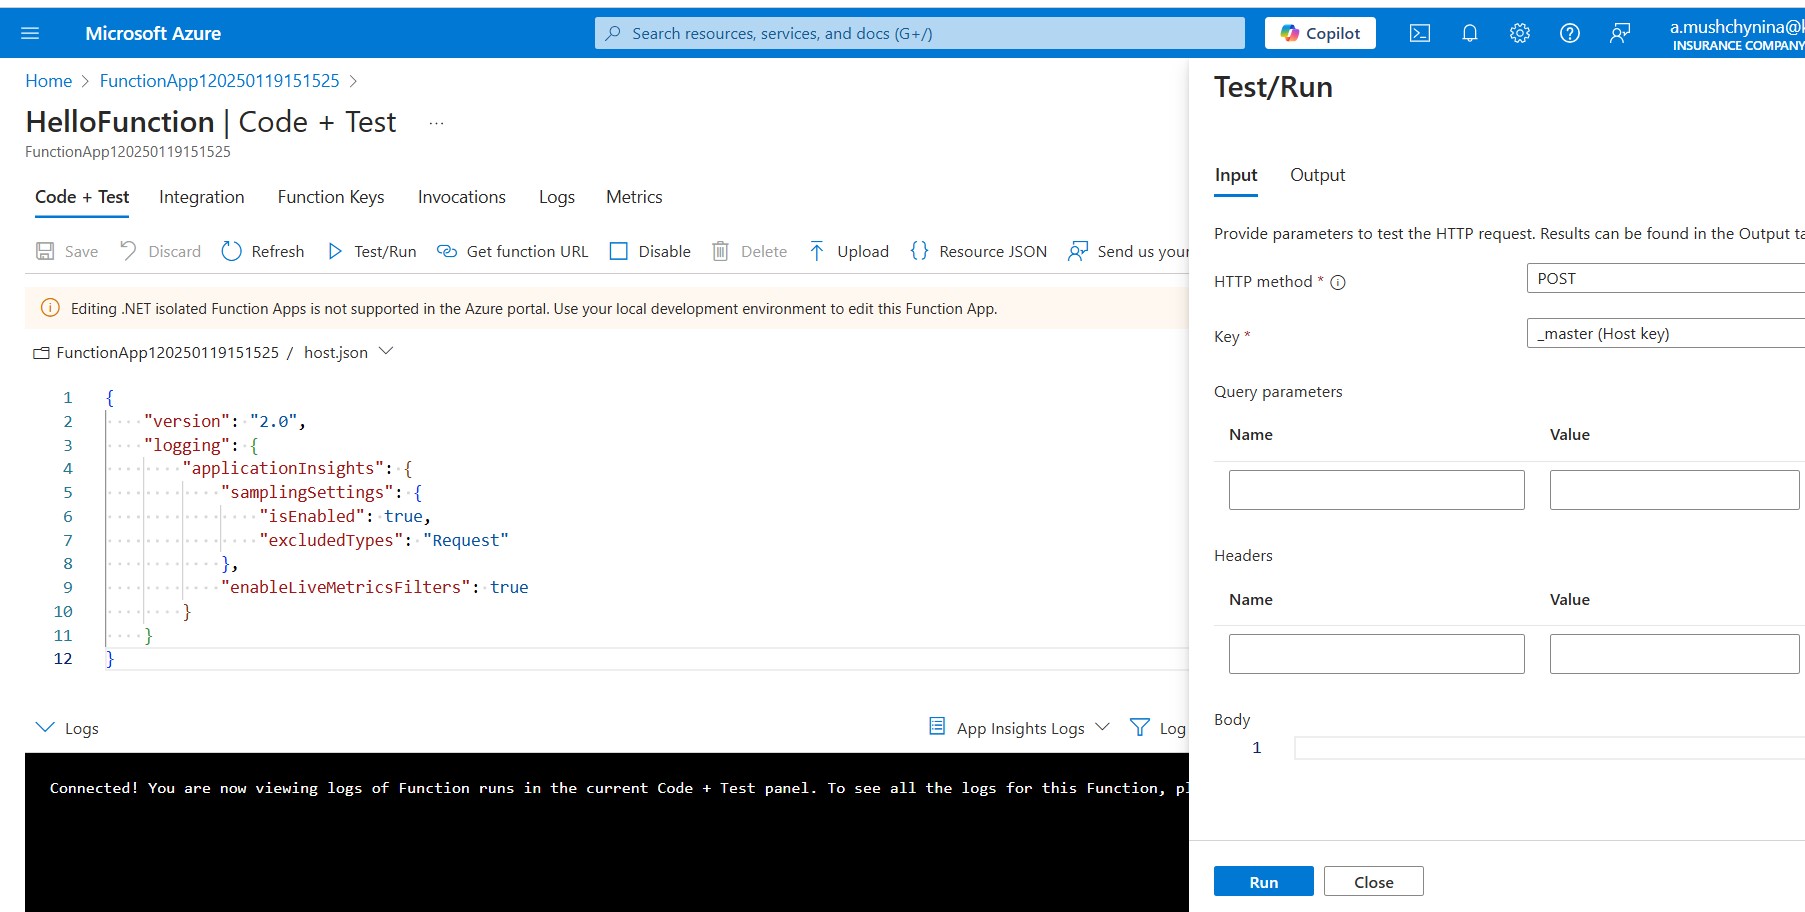 Microsoft Azure
Search resources, services, and docs (G+/)
Copilot
a.mushchynina@
INSURANCE COMPANY
Home > FunctionApp120250119151525 >
HelloFunction | Code + Test ...
FunctionApp120250119151525
Code + Test Integration Function Keys Invocations Logs Metrics
Save Discard Refresh Test/Run Get function URL Disable Delete Upload {} Resource JSON Send us your
Editing .NET isolated Function Apps is not supported in the Azure portal. Use your local development environment to edit this Function App.
FunctionApp120250119151525 / host.json
1 {
2 "version": "2.0",
3 "logging": {
4 "applicationInsights": {
5 "samplingSettings": {
6 "isEnabled": true,
7 "excludedTypes": "Request"
8 },
9 "enableLiveMetricsFilters": true
10 }
11 }
12 }
Logs
App Insights Logs
Log
Connected! You are now viewing logs of Function runs in the current Code + Test panel. To see all the logs for this Function,
Test/Run
Input Output
Provide parameters to test the HTTP request. Results can be found in the Output
HTTP method *
POST
Key *
_master (Host key)
Query parameters
Name Value
Headers
Name Value
Body
1
Run Close